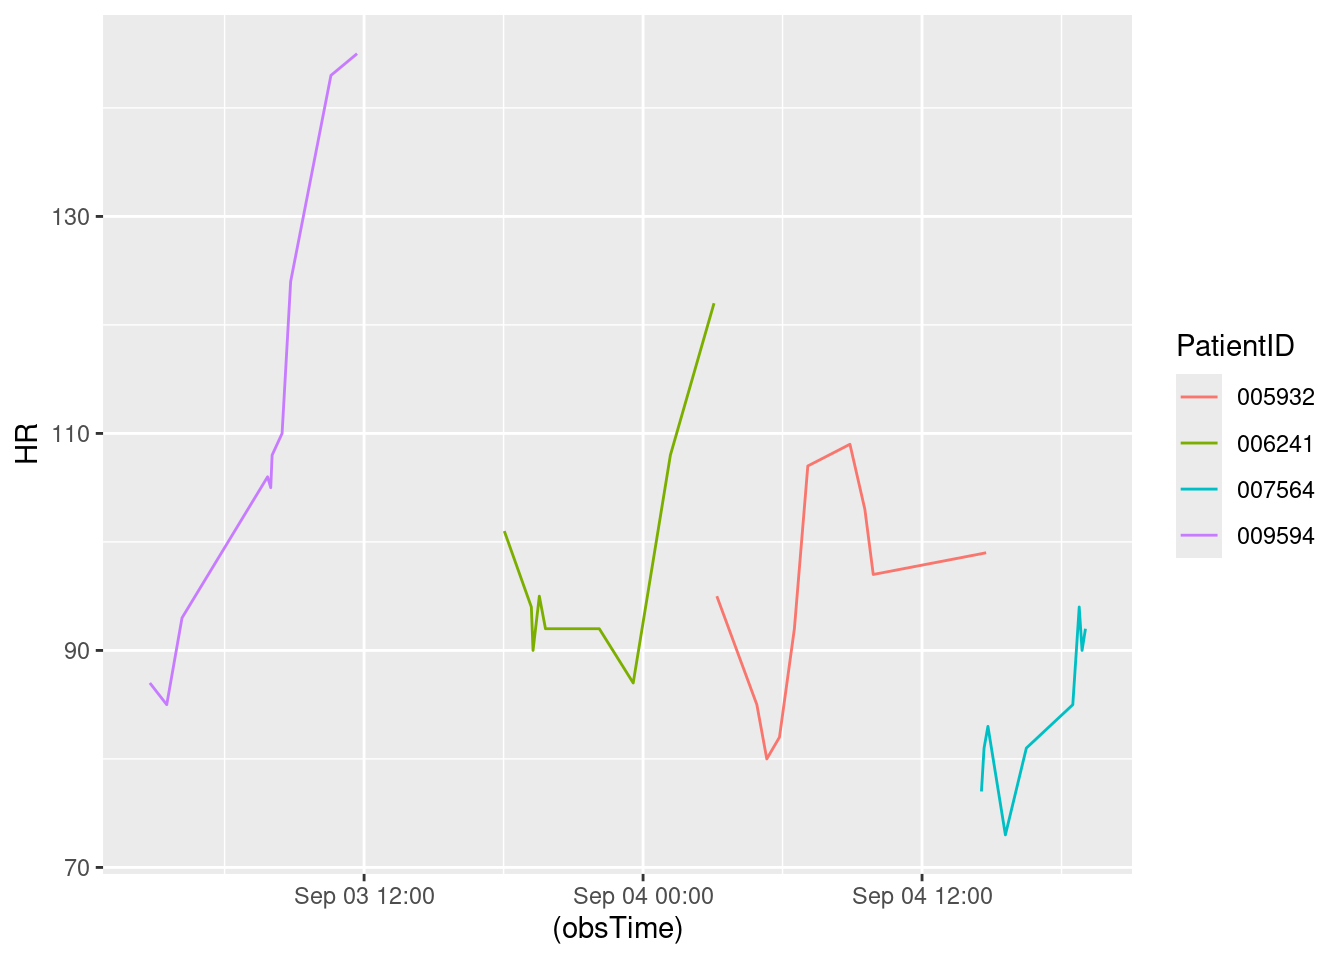 HR
130
110
90
70
Sep 03 12:00
Sep 04 00:00
Sep 04 12:00
(obsTime)
PatientID
005932
006241
007564
009594